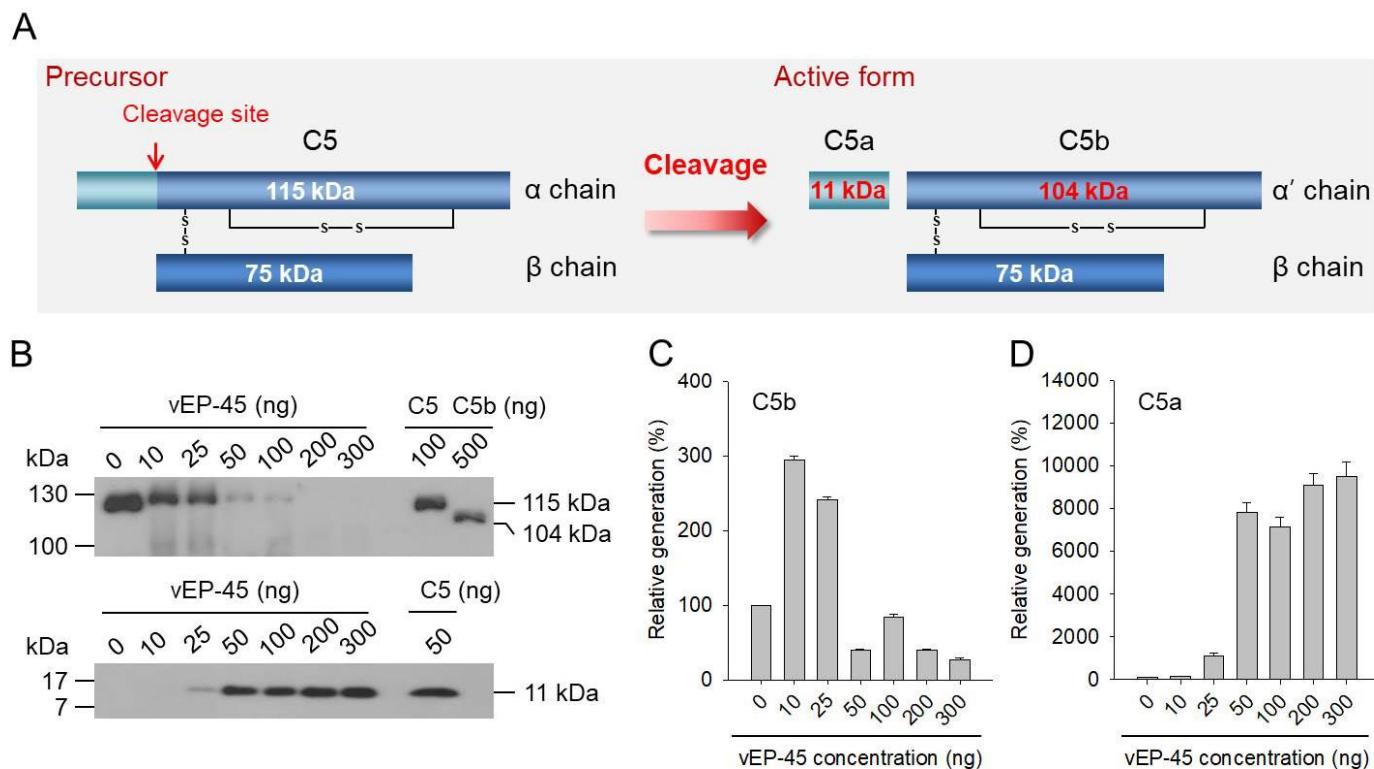 A
Precursor
Active form
Cleavage site
C5
C5a
C5b
Cleavage
115 kDa
α chain
11 kDa
104 kDa
α′ chain
S
S
S S
S
S
S S
75 kDa
β chain
75 kDa
β chain
B
vEP-45 (ng)
C5 C5b (ng)
kDa
0 10 25 50 100 200 300
100 500
130
115 kDa
104 kDa
100
vEP-45 (ng)
C5 (ng)
kDa
0 10 25 50 100 200 300
50
17
11 kDa
7
C
C5b
Relative generation (%)
400
300
200
100
0
0 10 25 50 100 200 300
vEP-45 concentration (ng)
D
C5a
Relative generation (%)
14000
12000
10000
8000
6000
4000
2000
0
0 10 25 50 100 200 300
vEP-45 concentration (ng)